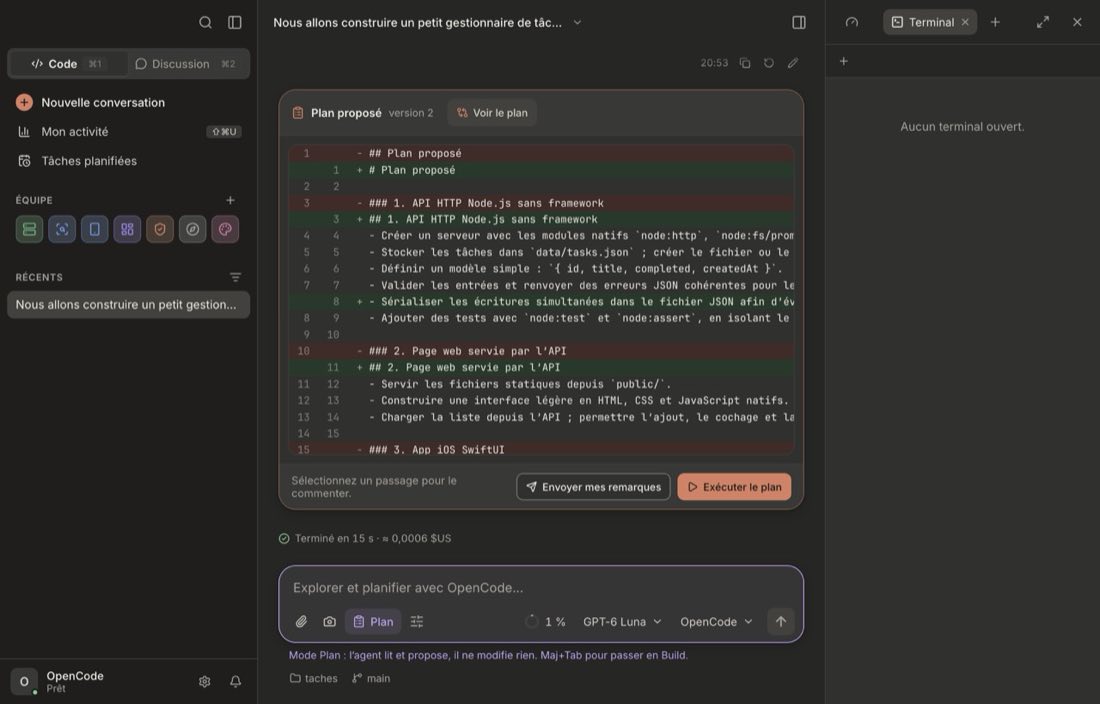 Code ⌘1
Discussion ⌘2
Nouvelle conversation
Mon activité ⇧⌘U
Tâches planifiées
ÉQUIPE
RÉCENTS
Nous allons construire un petit gestion...
OpenCode
Prêt
O
Nous allons construire un petit gestionnaire de tâc...
20:53
Plan proposé version 2
Voir le plan
1 - ## Plan proposé
1 + # Plan proposé
2 2
3 - ### 1. API HTTP Node.js sans framework
3 + ## 1. API HTTP Node.js sans framework
4 4 - Créer un serveur avec les modules natifs `node:http`, `node:fs/prom
5 5 - Stocker les tâches dans `data/tasks.json` ; créer le fichier ou le
6 6 - Définir un modèle simple : `{ id, title, completed, createdAt }`.
7 7 - Valider les entrées et renvoyer des erreurs JSON cohérentes pour le
8 + - Sérialiser les écritures simultanées dans le fichier JSON afin d'év
8 9 - Ajouter des tests avec `node:test` et `node:assert`, en isolant le
9 10
10 - ### 2. Page web servie par l'API
11 + ## 2. Page web servie par l'API
11 12 - Servir les fichiers statiques depuis `public/`.
12 13 - Construire une interface légère en HTML, CSS et JavaScript natifs.
13 14 - Charger la liste depuis l'API ; permettre l'ajout, le cochage et la
14 15
15 - ### 3. App iOS SwiftUI
Sélectionnez un passage pour le
commenter.
Envoyer mes remarques
Exécuter le plan
Terminé en 15 s · ≈ 0,0006 $US
Explorer et planifier avec OpenCode...
Plan
1 %
GPT-6 Luna
OpenCode
Mode Plan : l'agent lit et propose, il ne modifie rien. Maj+Tab pour passer en Build.
taches
main
Terminal
Aucun terminal ouvert.